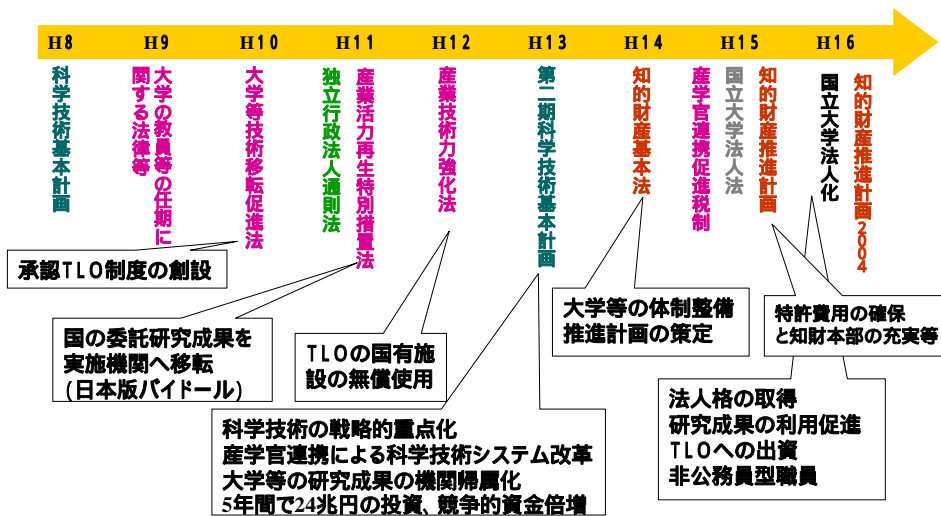 H8 H9 H10 H11 H12 H13 H14 H15 H16
科学技術基本計画
大学の教員等の任期に
関する法律等
大学等技術移転促進法
独立行政法人通則法
産業活力再生特別措置法
産業技術力強化法
第二期科学技術基本計画
知的財産基本法
産学官連携促進税制
国立大学法人法
知的財産推進計画
国立大学法人化
知的財産推進計画2004
承認TLO制度の創設
国の委託研究成果を
実施機関へ移転
(日本版バイドール)
TLOの国有施
設の無償使用
科学技術の戦略的重点化
産学官連携による科学技術システム改革
大学等の研究成果の機関帰属化
5年間で24兆円の投資、競争的資金倍増
大学等の体制整備
推進計画の策定
特許費用の確保
と知財本部の充実等
法人格の取得
研究成果の利用促進
TLOへの出資
非公務員型職員